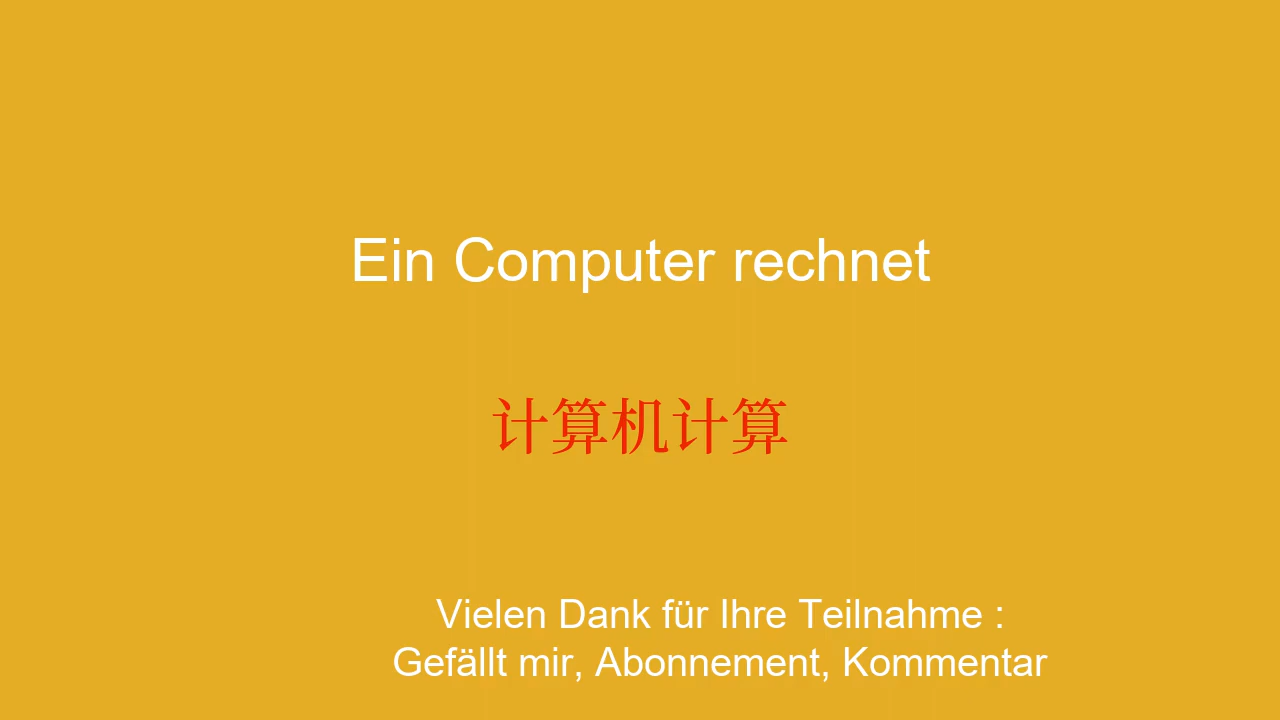 Ein Computer rechnet
计算机计算
Vielen Dank für Ihre Teilnahme :
Gefällt mir, Abonnement, Kommentar